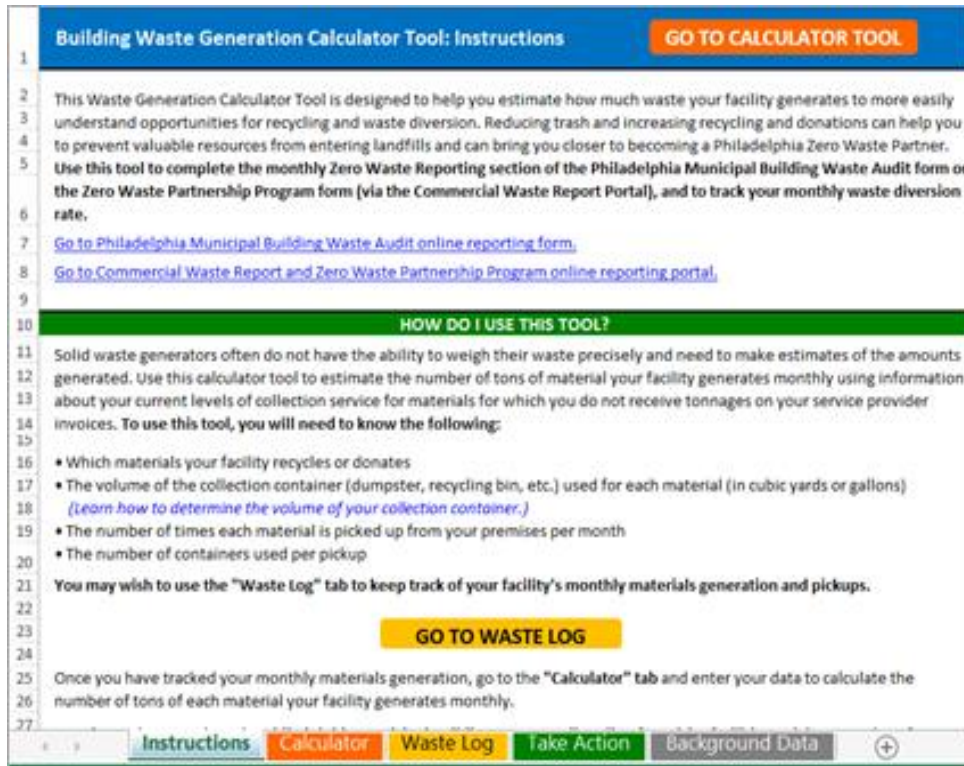 1
Building Waste Generation Calculator Tool: Instructions
GO TO CALCULATOR TOOL
2
This Waste Generation Calculator Tool is designed to help you estimate how much waste your facility generates to more easily
3
understand opportunities for recycling and waste diversion. Reducing trash and increasing recycling and donations can help you
4
to prevent valuable resources from entering landfills and can bring you closer to becoming a Philadelphia Zero Waste Partner.
5
Use this tool to complete the monthly Zero Waste Reporting section of the Philadelphia Municipal Building Waste Audit form or
the Zero Waste Partnership Program form (via the Commercial Waste Report Portal), and to track your monthly waste diversion
6
rate.
7
Go to Philadelphia Municipal Building Waste Audit online reporting form.
8
Go to Commercial Waste Report and Zero Waste Partnership Program online reporting portal.
9
10
HOW DO I USE THIS TOOL?
11
Solid waste generators often do not have the ability to weigh their waste precisely and need to make estimates of the amounts
12
generated. Use this calculator tool to estimate the number of tons of material your facility generates monthly using information
13
about your current levels of collection service for materials for which you do not receive tonnages on your service provider
14
invoices. To use this tool, you will need to know the following:
15
16
• Which materials your facility recycles or donates
17
• The volume of the collection container (dumpster, recycling bin, etc.) used for each material (in cubic yards or gallons)
18
(Learn how to determine the volume of your collection container.)
19
• The number of times each material is picked up from your premises per month
20
• The number of containers used per pickup
21
You may wish to use the "Waste Log" tab to keep track of your facility's monthly materials generation and pickups.
22
23
GO TO WASTE LOG
24
25
Once you have tracked your monthly materials generation, go to the "Calculator" tab and enter your data to calculate the
26
number of tons of each material your facility generates monthly.
27
Instructions
Calculator
Waste Log
Take Action
Background Data